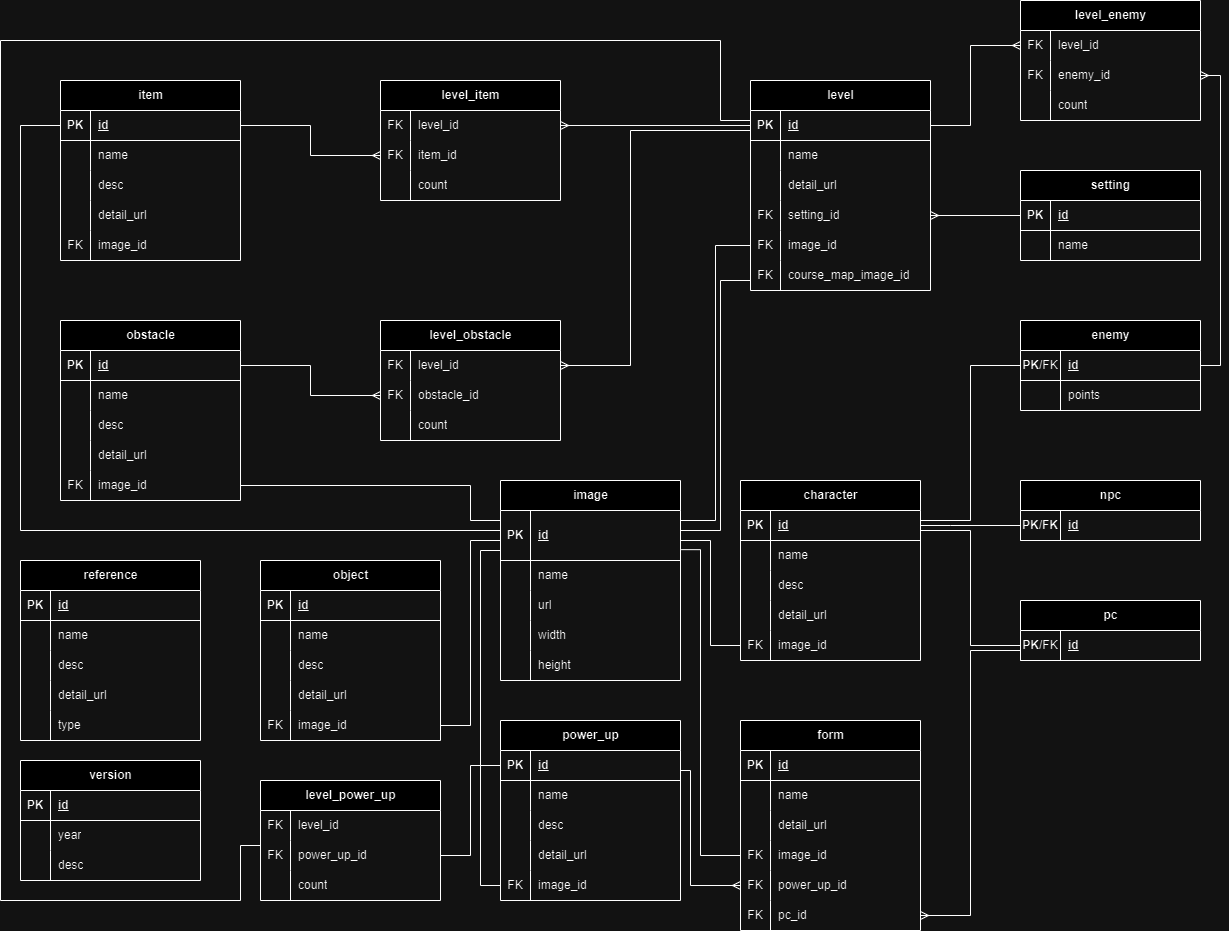 level_enemy
FK level_id
FK enemy_id
count
item
PK id
name
desc
detail_url
FK image_id
level_item
FK level_id
FK item_id
count
level
PK id
name
detail_url
FK setting_id
FK image_id
FK course_map_image_id
setting
PK id
name
obstacle
PK id
name
desc
detail_url
FK image_id
level_obstacle
FK level_id
FK obstacle_id
count
enemy
PK/FK id
points
image
PK id
name
url
width
height
character
PK id
name
desc
detail_url
FK image_id
npc
PK/FK id
pc
PK/FK id
reference
PK id
name
desc
detail_url
type
object
PK id
name
desc
detail_url
FK image_id
version
PK id
year
desc
level_power_up
FK level_id
FK power_up_id
count
power_up
PK id
name
desc
detail_url
FK image_id
form
PK id
name
detail_url
FK image_id
FK power_up_id
FK pc_id